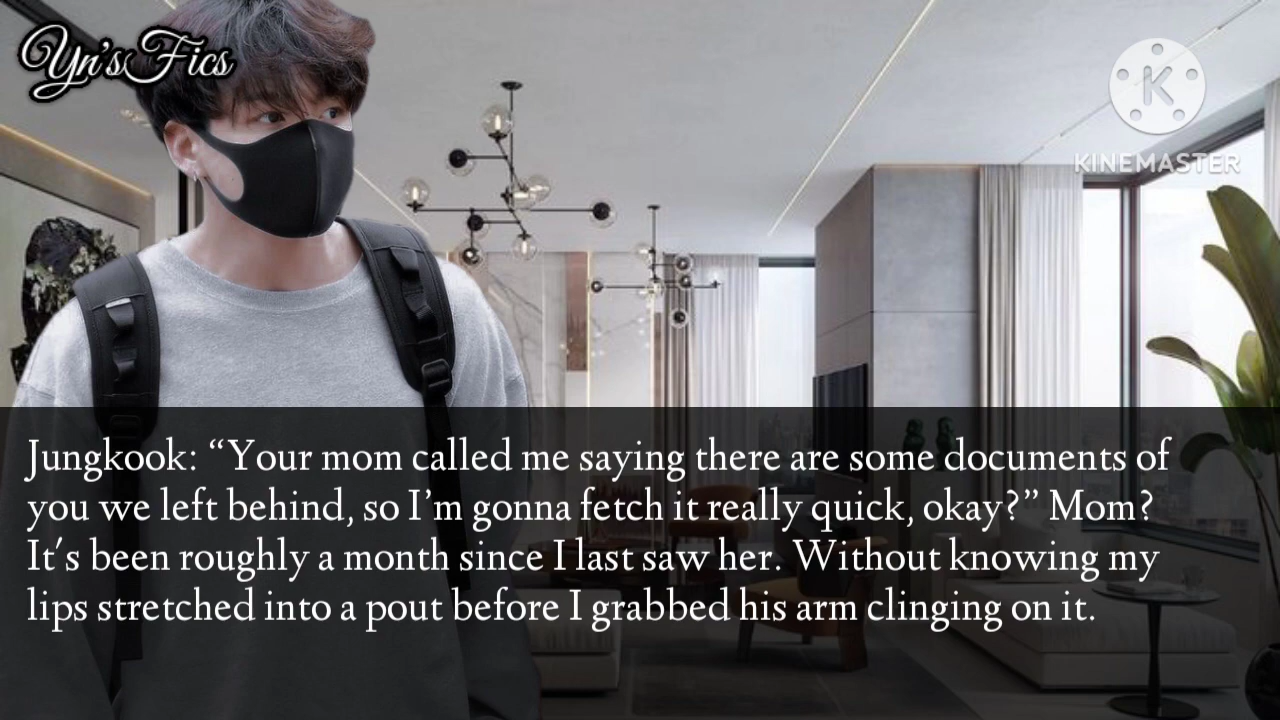 Yn's Fics
K
KINEMASTER
Jungkook: “Your mom called me saying there are some documents of
you we left behind, so I’m gonna fetch it really quick, okay?” Mom?
It's been roughly a month since I last saw her. Without knowing my
lips stretched into a pout before I grabbed his arm clinging on it.